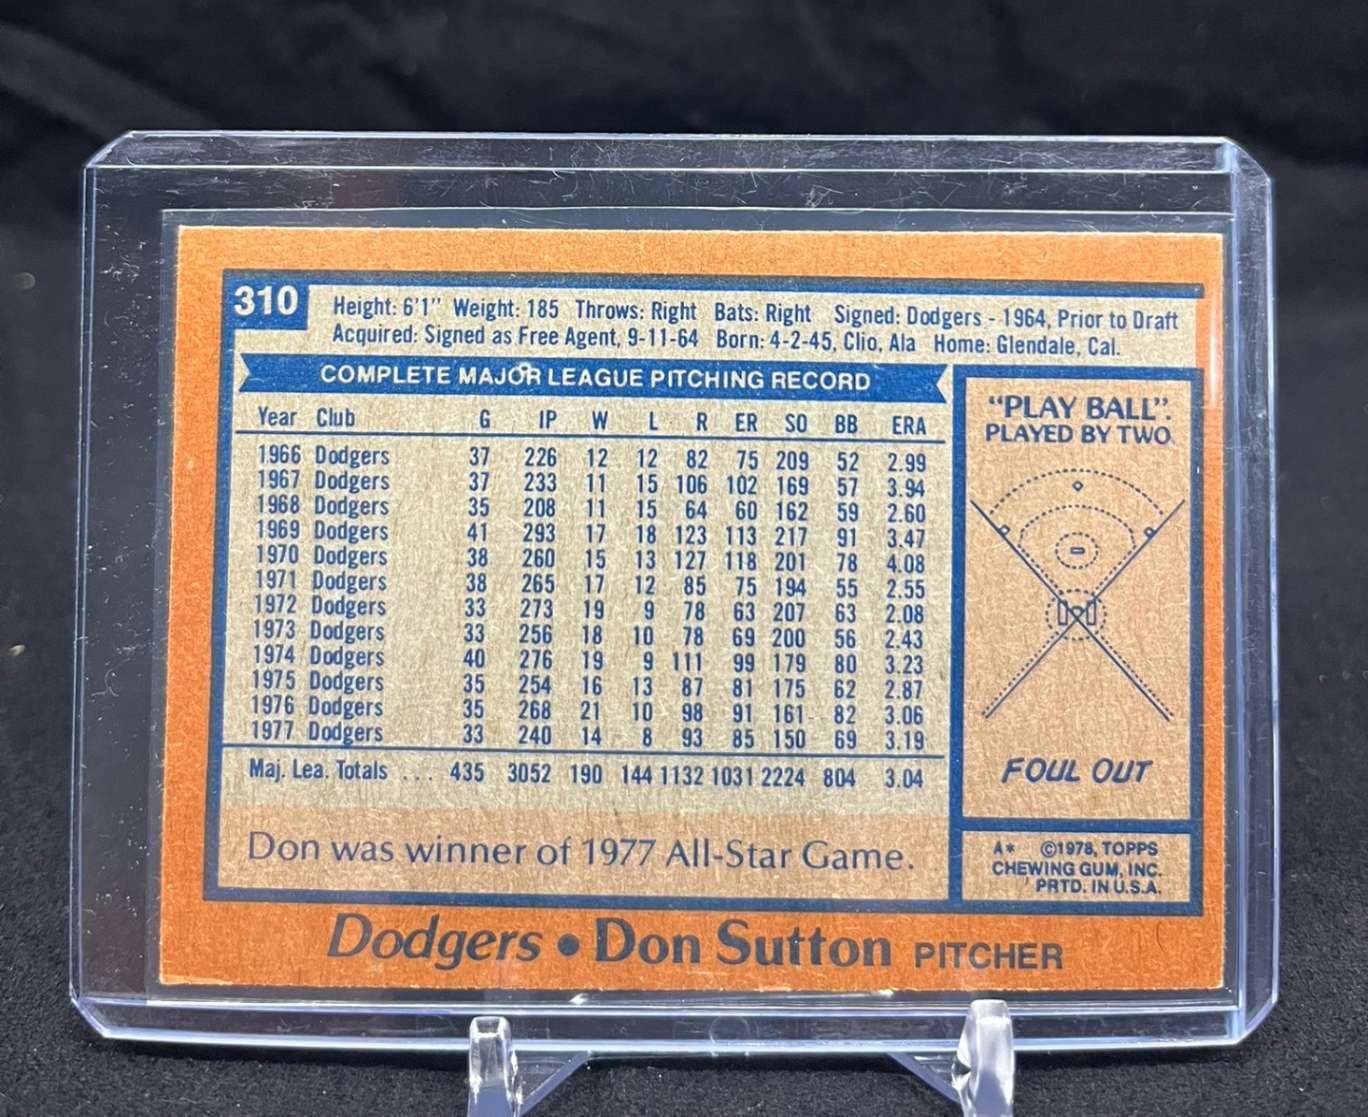 310
Height: 6'1" Weight: 185 Throws: Right Bats: Right Signed: Dodgers - 1964, Prior to Draft
Acquired: Signed as Free Agent, 9-11-64 Born: 4-2-45, Clio, Ala Home: Glendale, Cal.
COMPLETE MAJOR LEAGUE PITCHING RECORD
Year Club G IP W L R ER SO BB ERA
1966 Dodgers 37 226 12 12 82 75 209 52 2.99
1967 Dodgers 37 233 11 15 106 102 169 57 3.94
1968 Dodgers 35 208 11 15 64 60 162 59 2.60
1969 Dodgers 41 293 17 18 123 113 217 91 3.47
1970 Dodgers 38 260 15 13 127 118 201 78 4.08
1971 Dodgers 38 265 17 12 85 75 194 55 2.55
1972 Dodgers 33 273 19 9 78 63 207 63 2.08
1973 Dodgers 33 256 18 10 78 69 200 56 2.43
1974 Dodgers 40 276 19 9 111 99 179 80 3.23
1975 Dodgers 35 254 16 13 87 81 175 62 2.87
1976 Dodgers 35 268 21 10 98 91 161 82 3.06
1977 Dodgers 33 240 14 8 93 85 150 69 3.19
Maj. Lea. Totals ... 435 3052 190 144 1132 1031 2224 804 3.04
Don was winner of 1977 All-Star Game.
"PLAY BALL".
PLAYED BY TWO
FOUL OUT
A* ©1978, TOPPS
CHEWING GUM, INC.
PRTD. IN U.S.A.
Dodgers • Don Sutton PITCHER